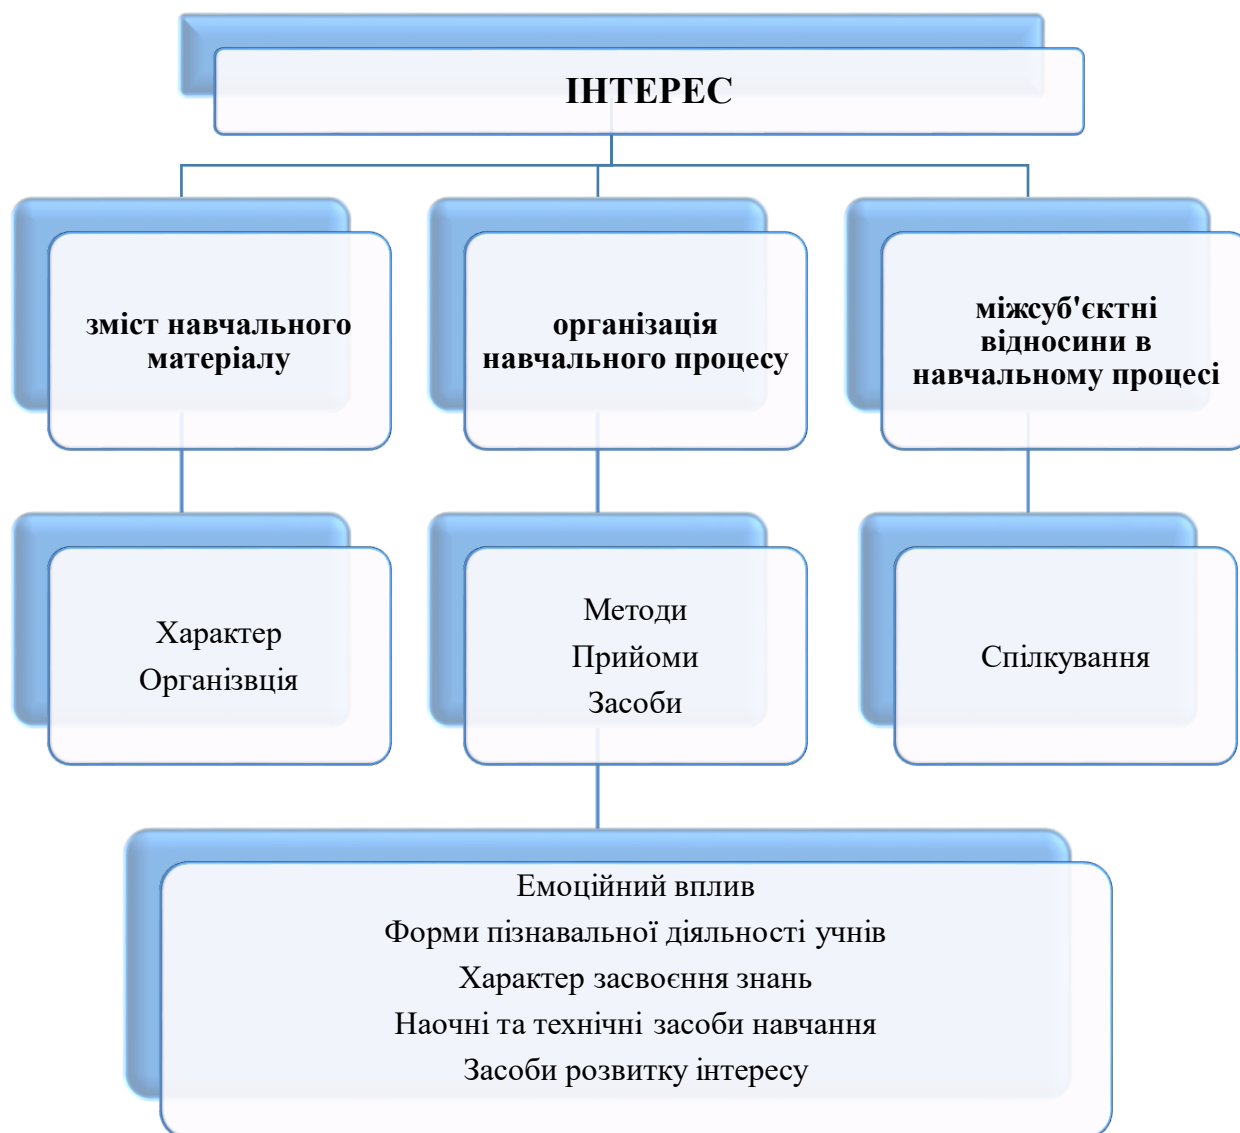 ІНТЕРЕС
зміст навчального
матеріалу
організація
навчального процесу
міжсуб'єктні
відносини в
навчальному процесі
Характер
Організвція
Методи
Прийоми
Засоби
Спілкування
Емоційний вплив
Форми пізнавальної діяльності учнів
Характер засвоєння знань
Наочні та технічні засоби навчання
Засоби розвитку інтересу